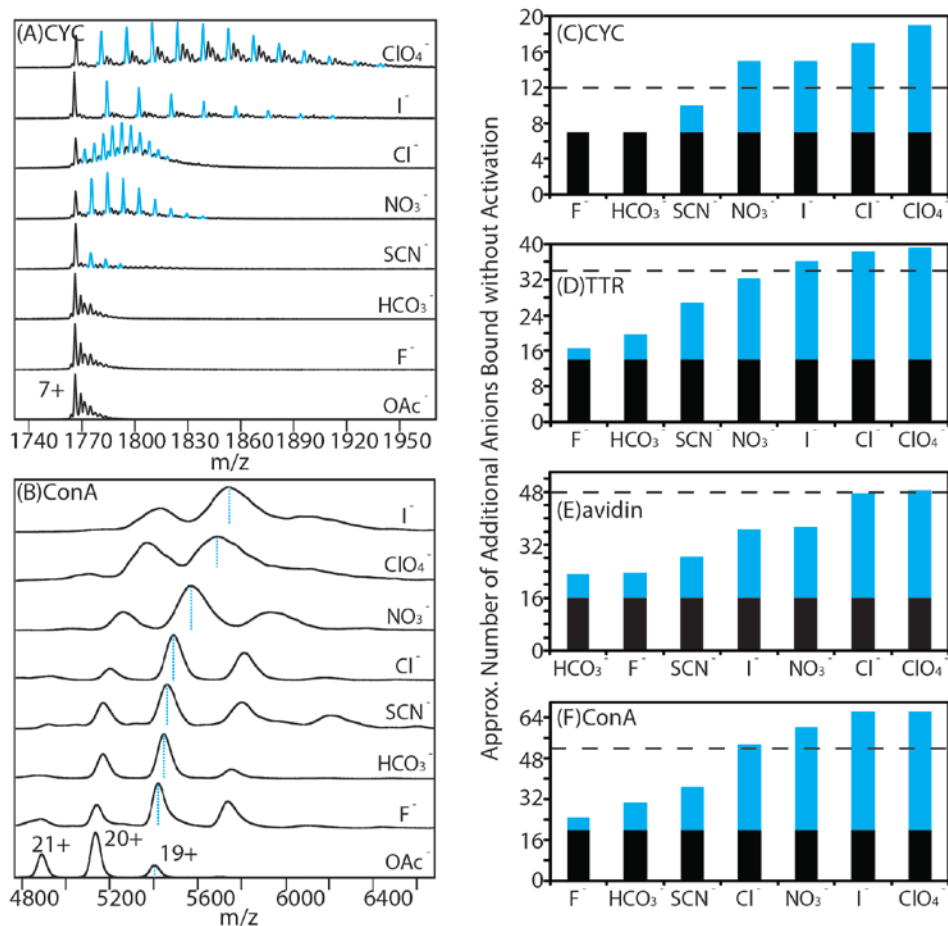 (A)CYC
ClO₄⁻
I⁻
Cl⁻
NO₃⁻
SCN⁻
HCO₃⁻
F⁻
7+
OAc⁻
1740 1770 1800 1830 1860 1890 1920 1950
m/z
(B)ConA
I⁻
ClO₄⁻
NO₃⁻
Cl⁻
SCN⁻
HCO₃⁻
F⁻
21+ 20+ 19+
OAc⁻
4800 5200 5600 6000 6400
m/z
Approx. Number of Additional Anions Bound without Activation
(C)CYC
20
16
12
8
4
0
F⁻ HCO₃⁻ SCN⁻ NO₃⁻ I⁻ Cl⁻ ClO₄⁻
(D)TTR
40
32
24
16
8
0
F⁻ HCO₃⁻ SCN⁻ NO₃⁻ I⁻ Cl⁻ ClO₄⁻
(E)avidin
48
32
16
0
HCO₃⁻ F⁻ SCN⁻ I⁻ NO₃⁻ Cl⁻ ClO₄⁻
(F)ConA
64
48
32
16
0
F⁻ HCO₃⁻ SCN⁻ Cl⁻ NO₃⁻ I⁻ ClO₄⁻